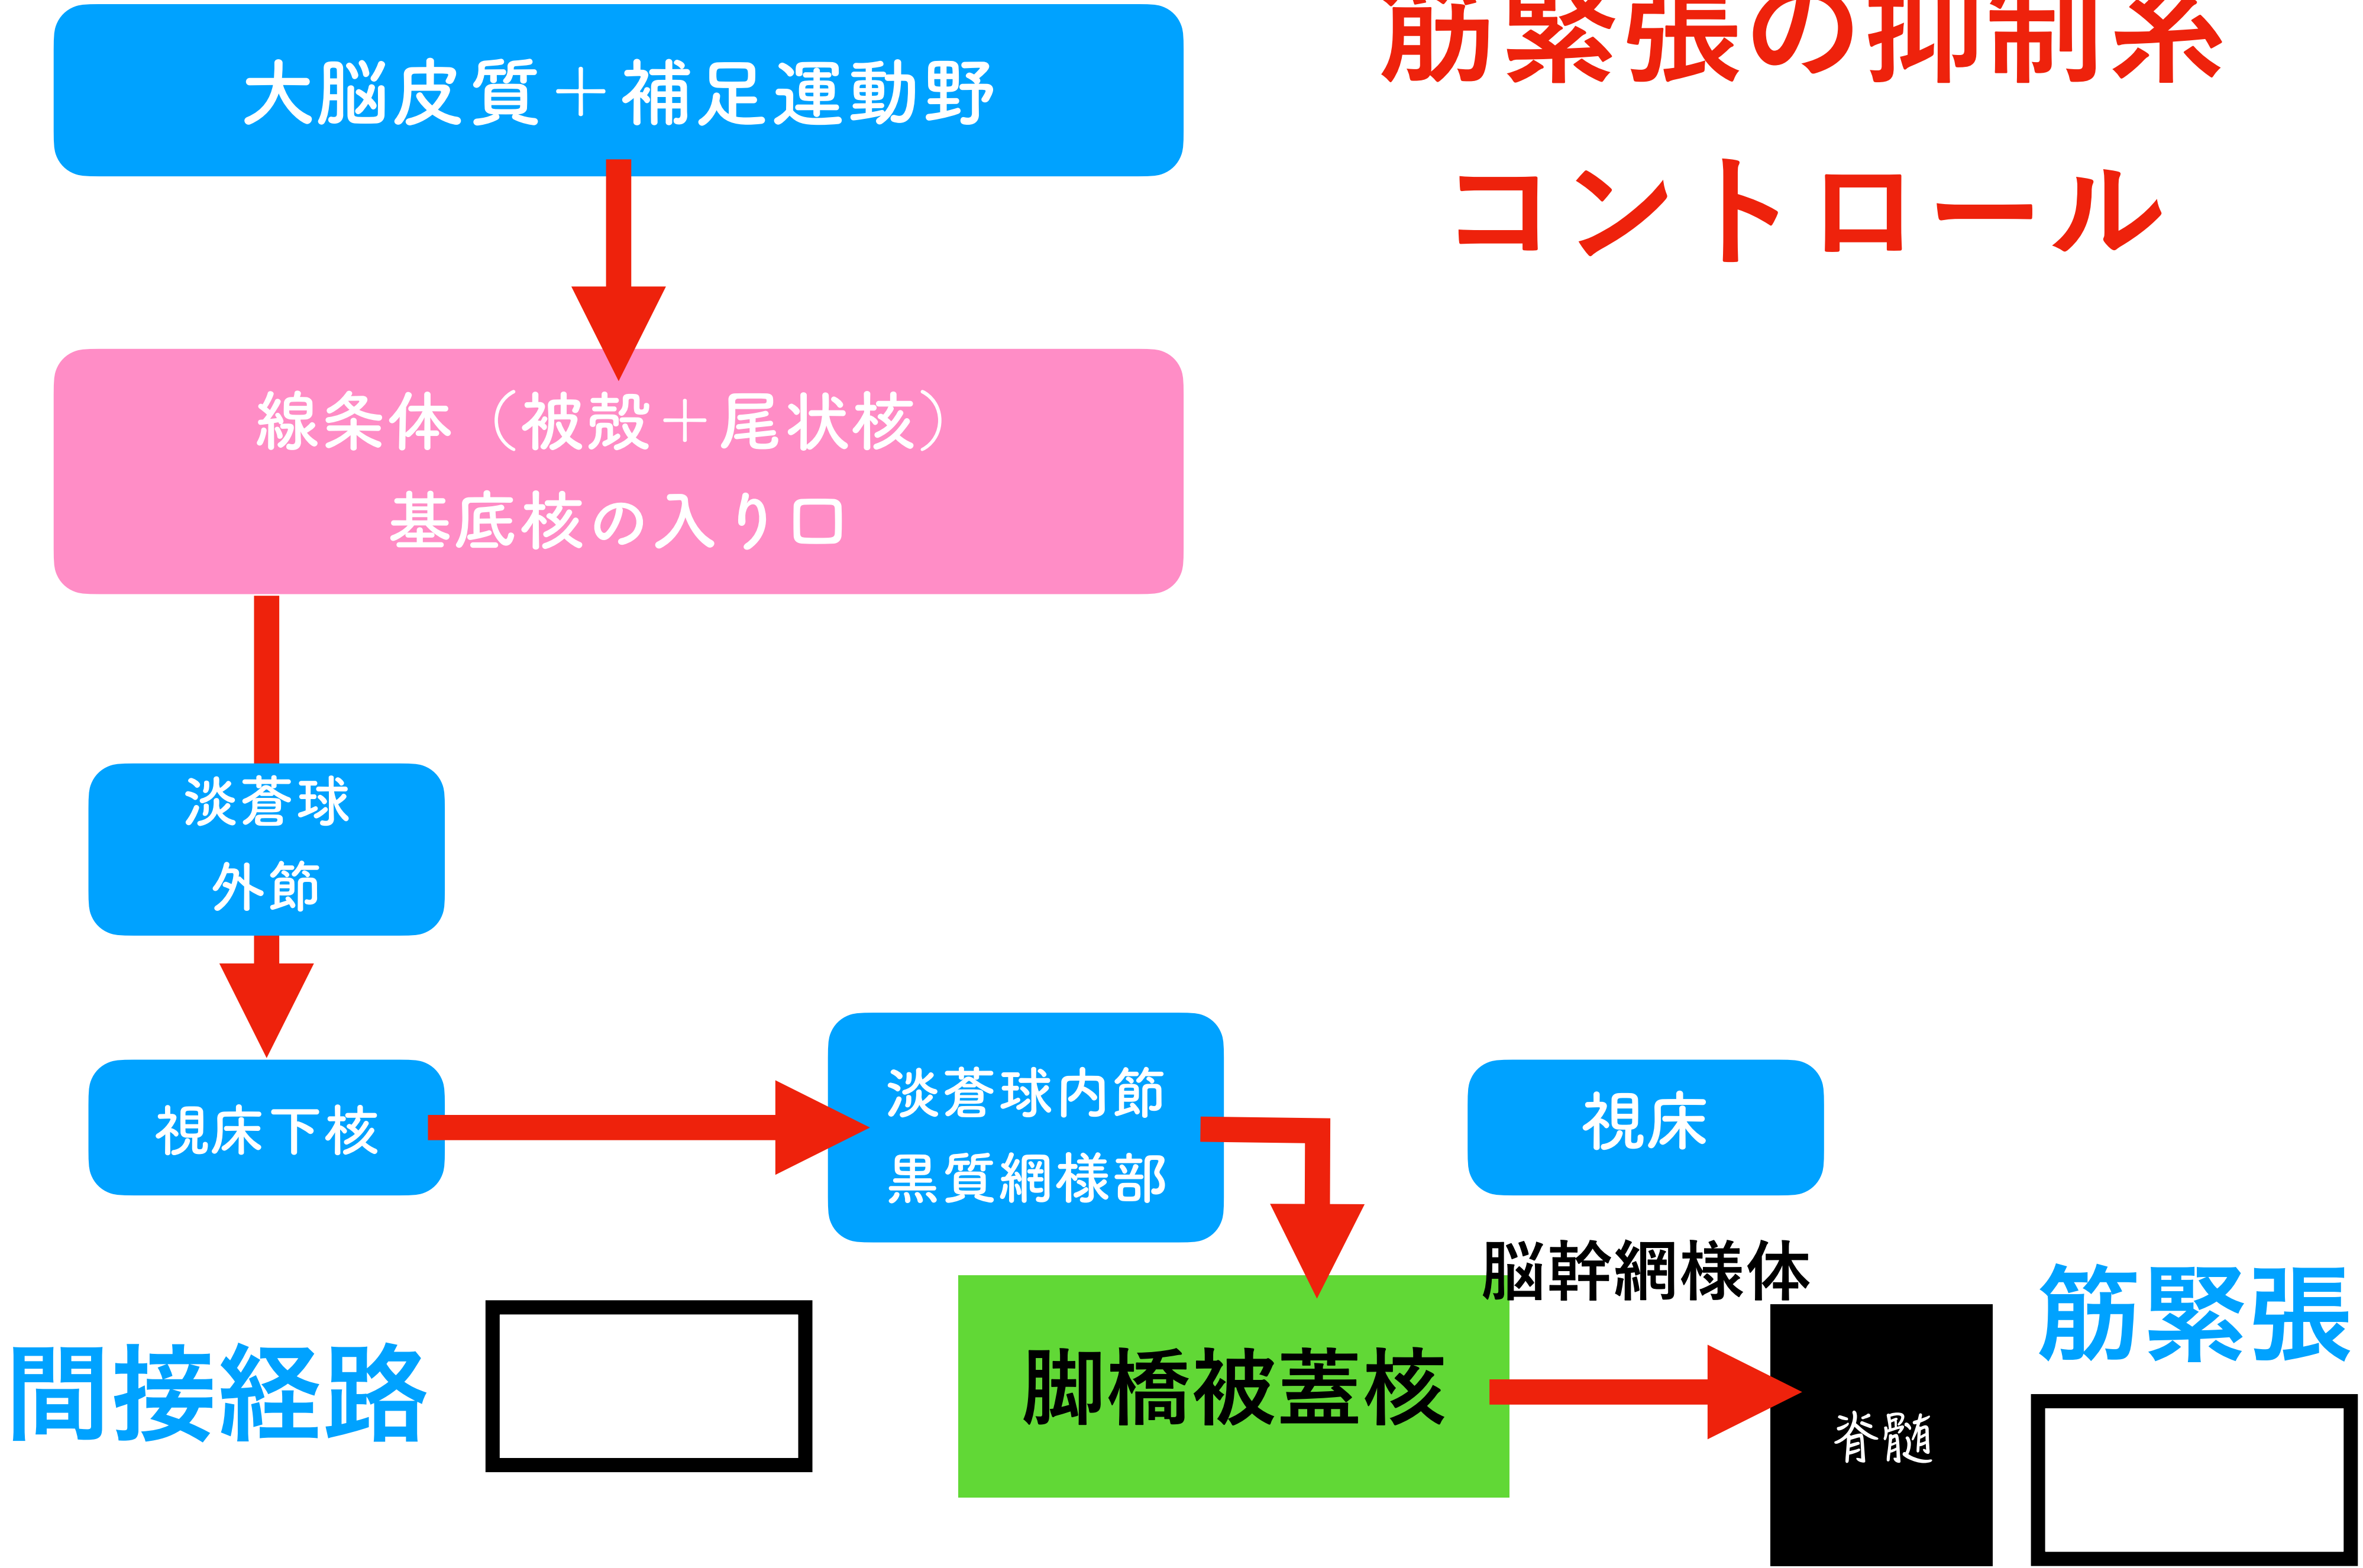 筋緊張の抑制系
コントロール
大脳皮質＋補足運動野
線条体（被殻＋尾状核）
基底核の入り口
淡蒼球
外節
視床下核
淡蒼球内節
黒質網様部
視床
脳幹網様体
筋緊張
間接経路
脚橋被蓋核
脊髄